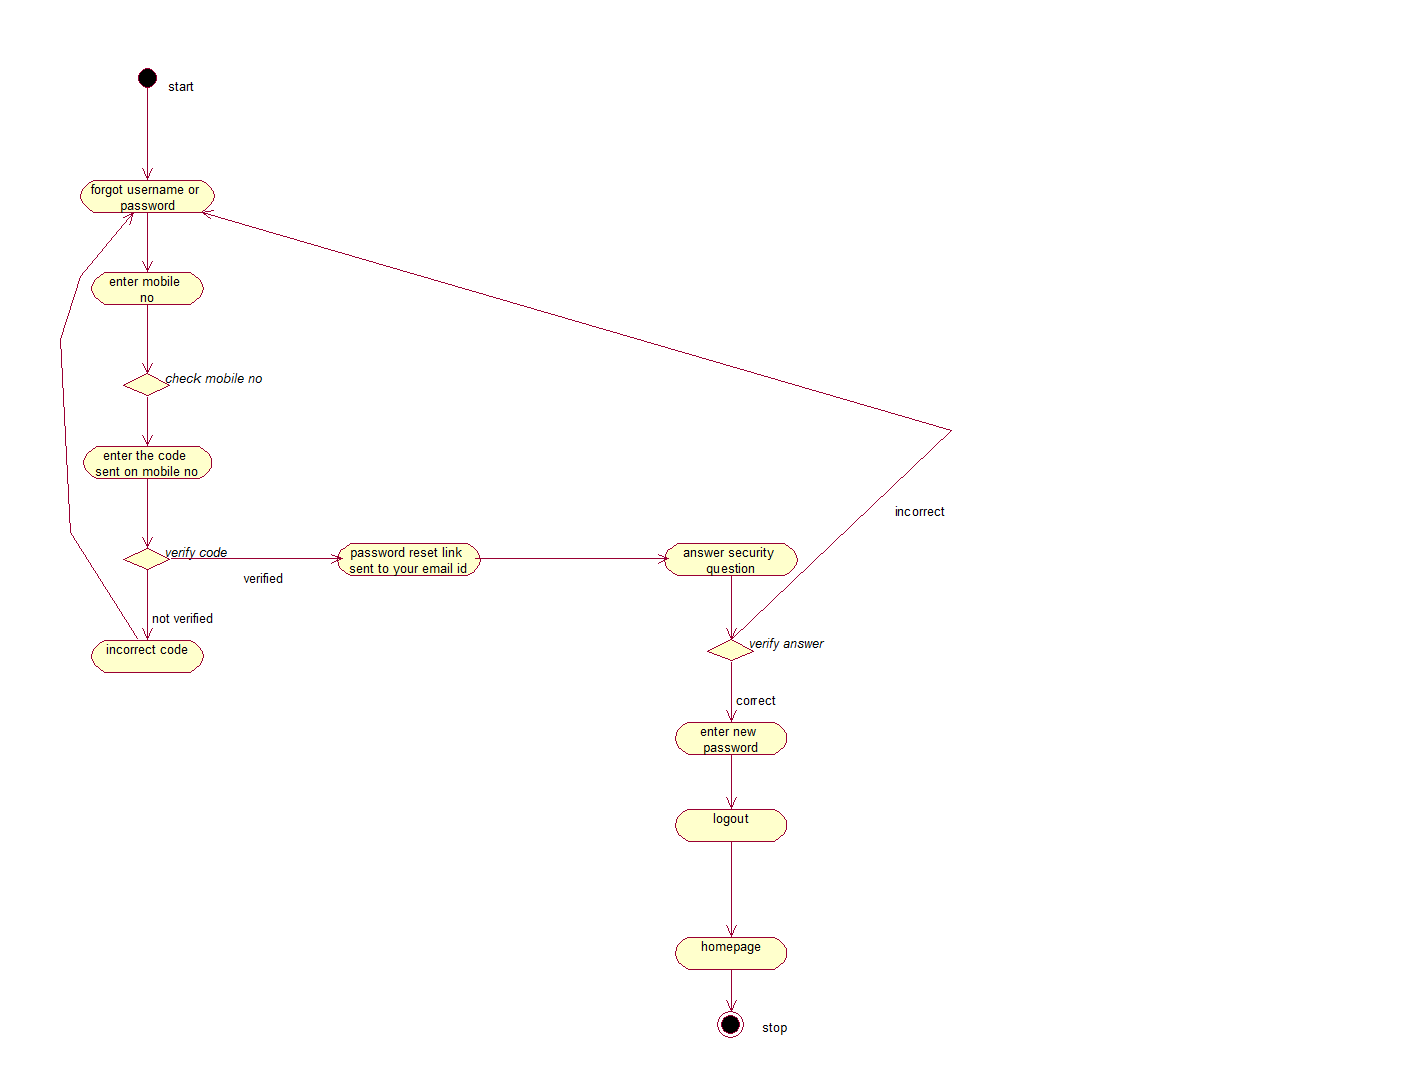 start
forgot username or
password
enter mobile
no
check mobile no
enter the code
sent on mobile no
verify code
verified
password reset link
sent to your email id
answer security
question
incorrect
not verified
incorrect code
verify answer
correct
enter new
password
logout
homepage
stop